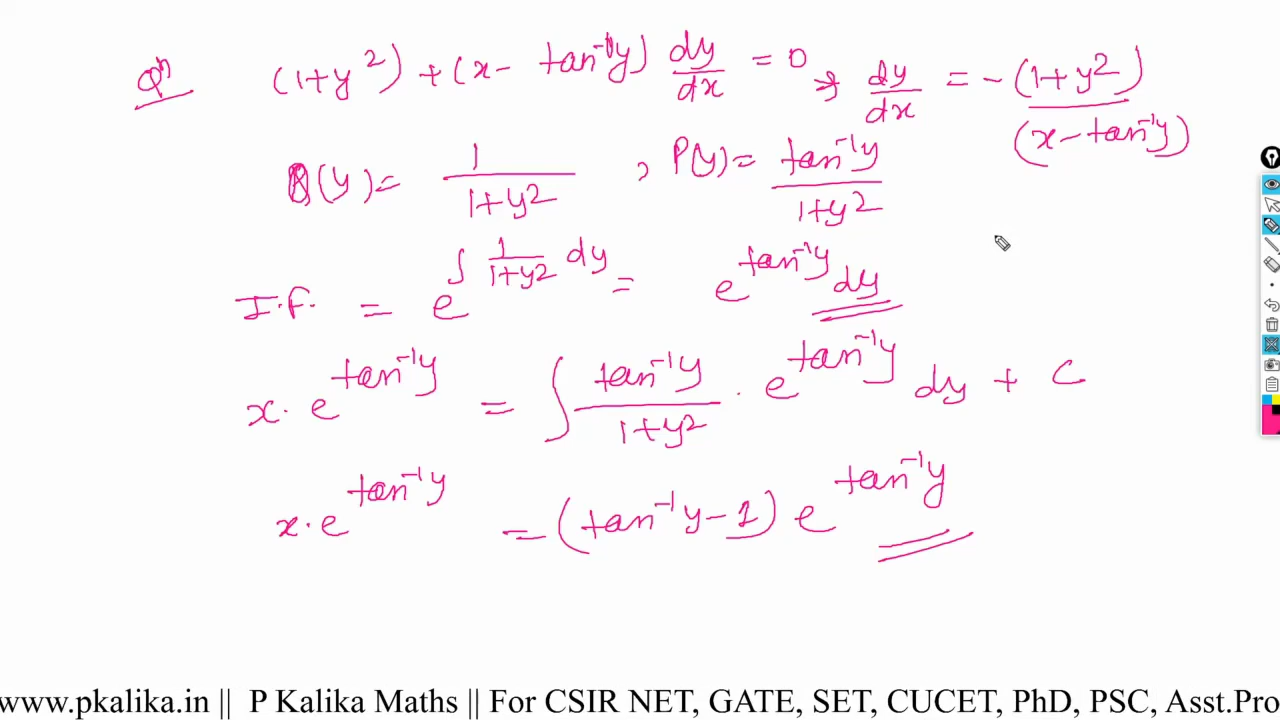 Qⁿ (1+y²) + (x - tan⁻¹y) dy/dx = 0 ⇒ dy/dx = -(1+y²)/(x - tan⁻¹y)
Q(y) = 1/(1+y²) , P(y) = tan⁻¹y/(1+y²)
I.F. = e^(∫ 1/(1+y²) dy) = e^(tan⁻¹y) dy
x. e^(tan⁻¹y) = ∫ tan⁻¹y/(1+y²) . e^(tan⁻¹y) dy + C
x. e^(tan⁻¹y) = (tan⁻¹y - 1) e^(tan⁻¹y)
www.pkalika.in || P Kalika Maths || For CSIR NET, GATE, SET, CUCET, PhD, PSC, Asst.Pro